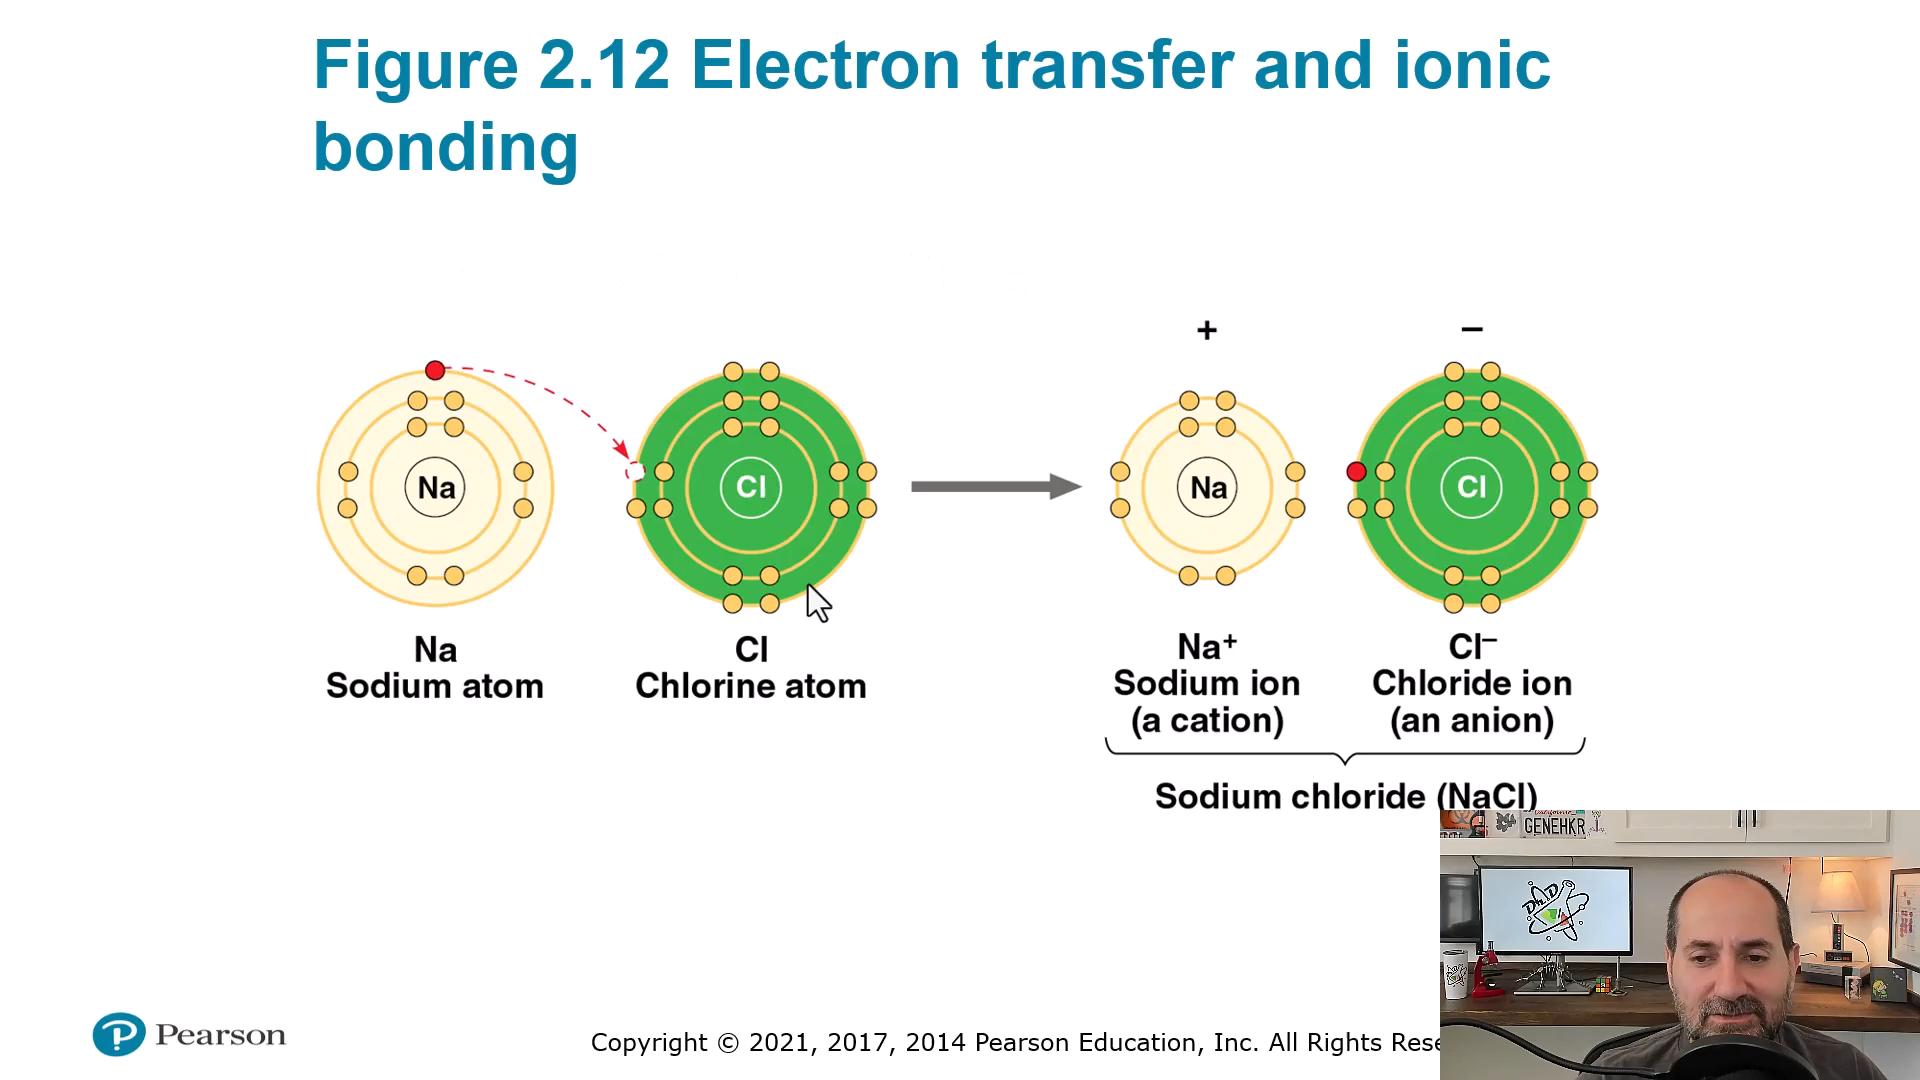 Figure 2.12 Electron transfer and ionic
bonding
+ –
Na Cl Na Cl
Na Cl Na⁺ Cl⁻
Sodium atom Chlorine atom Sodium ion Chloride ion
(a cation) (an anion)
Sodium chloride (NaCl)
GENEHKR
Ph.D
Pearson
Copyright © 2021, 2017, 2014 Pearson Education, Inc. All Rights Rese